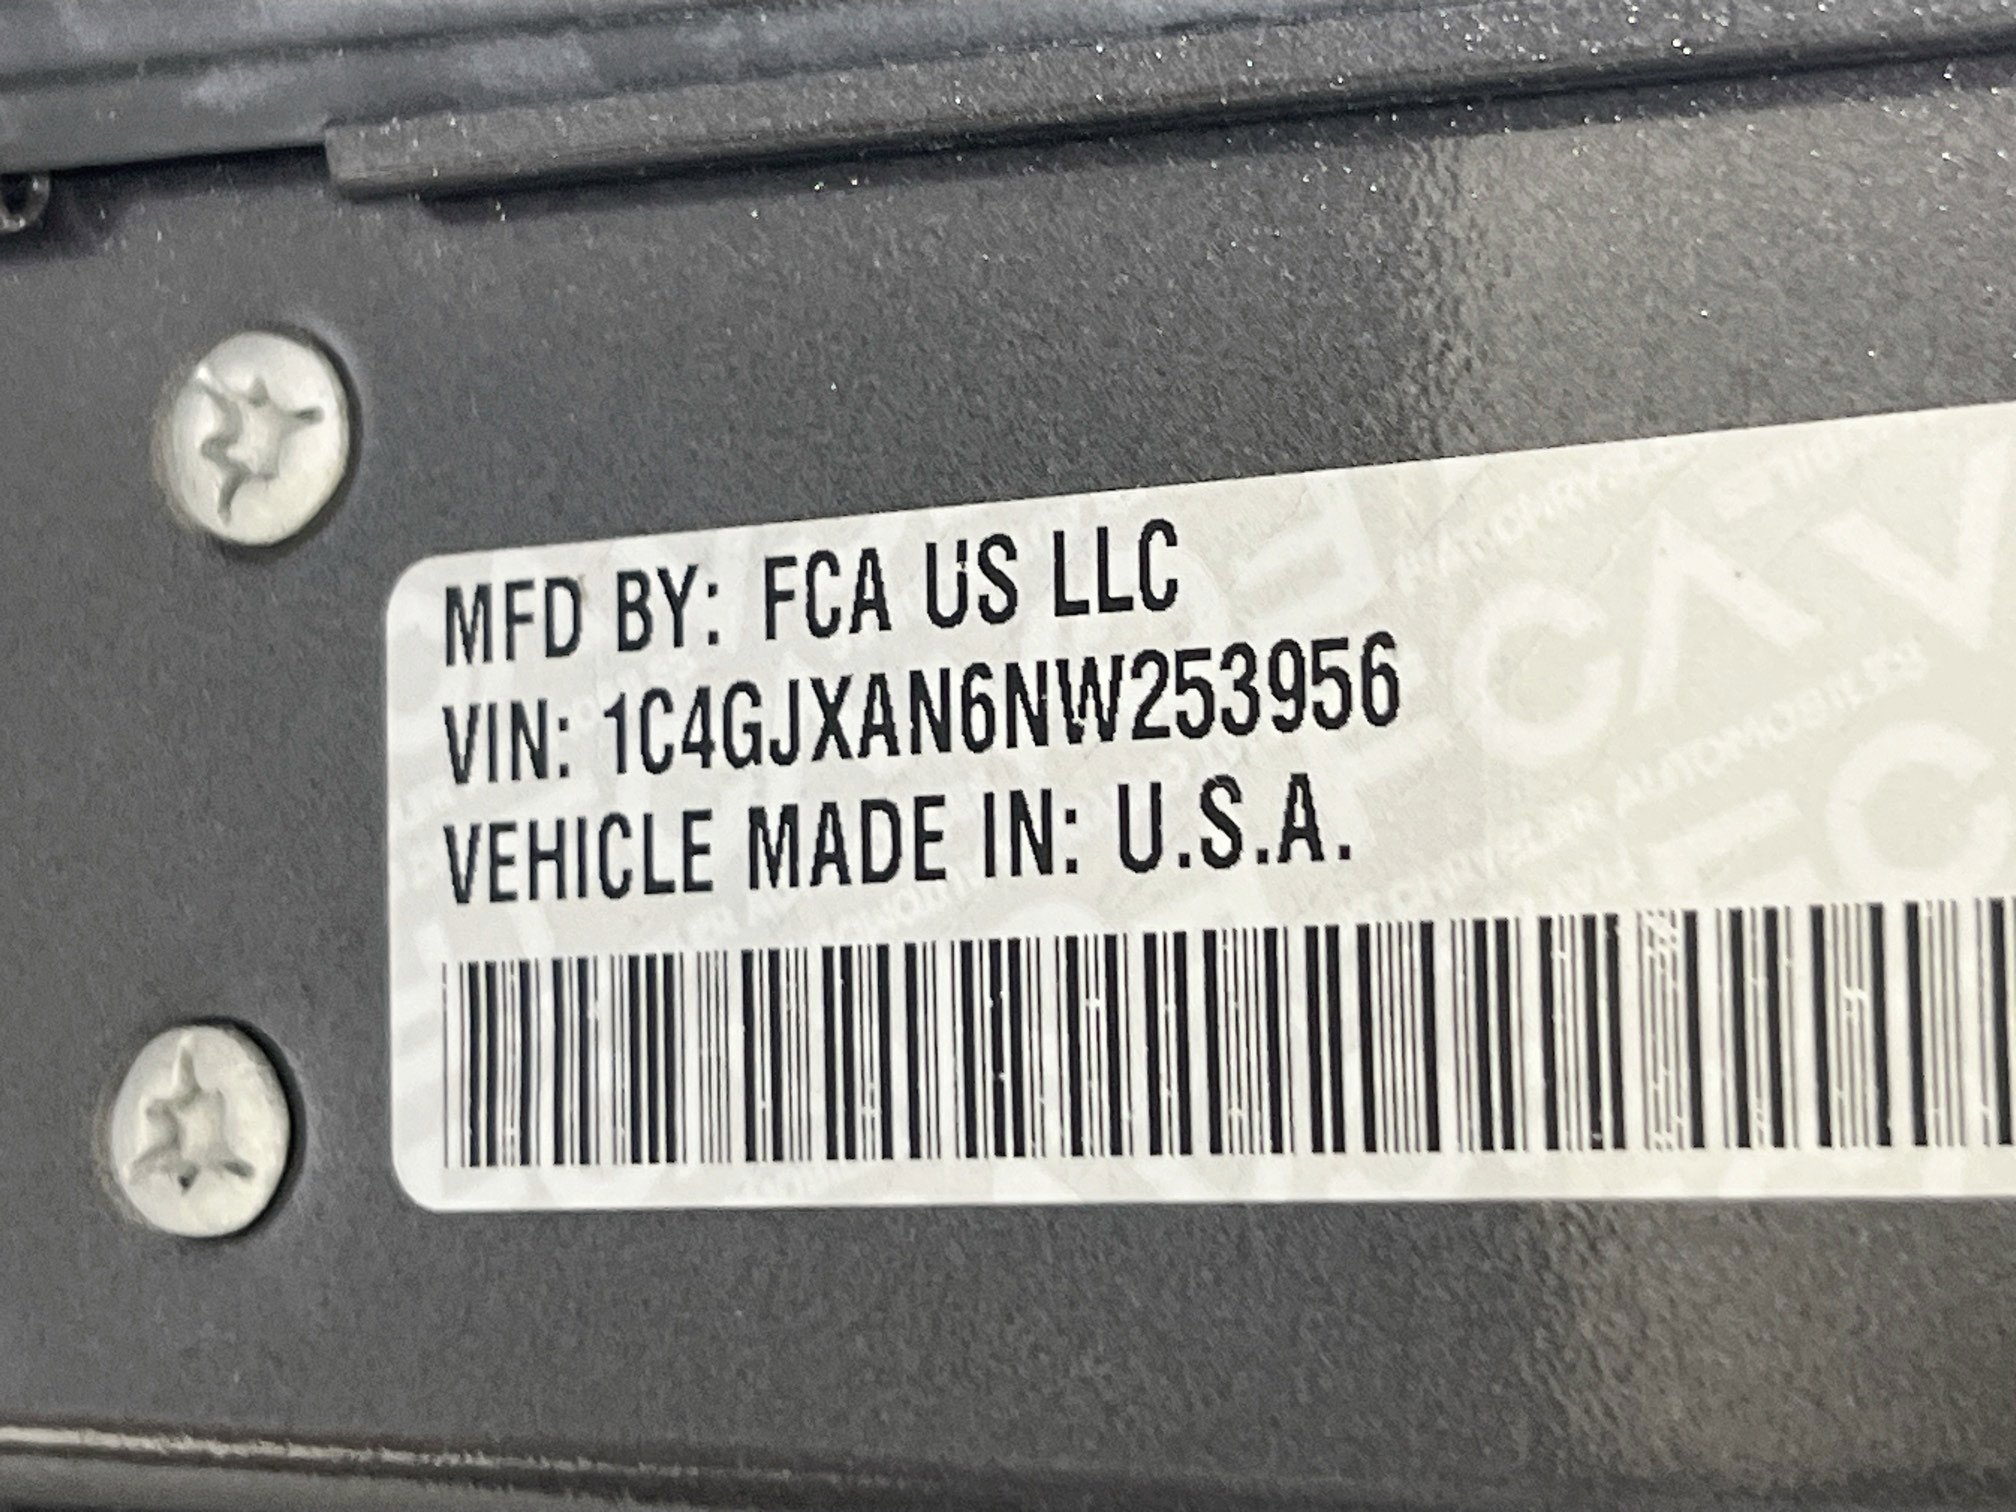 MFD BY: FCA US LLC
VIN: 1C4GJXAN6NW253956
VEHICLE MADE IN: U.S.A.